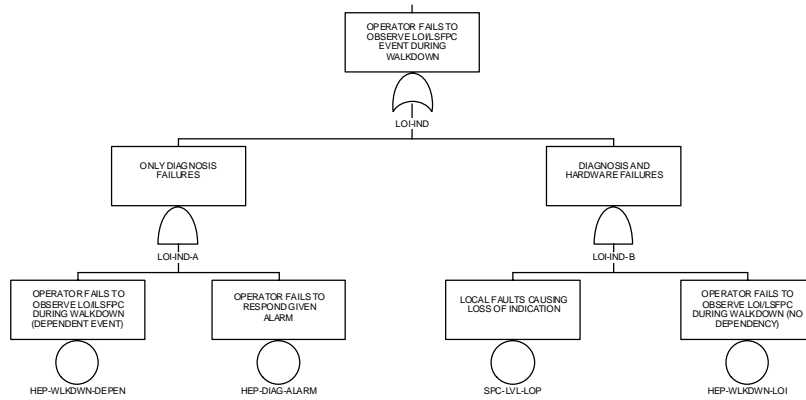 OPERATOR FAILS TO
OBSERVE LOI/LSFPC
EVENT DURING
WALKDOWN
LOI-IND
ONLY DIAGNOSIS
FAILURES
DIAGNOSIS AND
HARDWARE FAILURES
LOI-IND-A
LOI-IND-B
OPERATOR FAILS TO
OBSERVE LOI/LSFPC
DURING WALKDOWN
(DEPENDENT EVENT)
OPERATOR FAILS TO
RESPOND GIVEN
ALARM
LOCAL FAULTS CAUSING
LOSS OF INDICATION
OPERATOR FAILS TO
OBSERVE LOI/LSFPC
DURING WALKDOWN (NO
DEPENDENCY)
HEP-WLKDWN-DEPEN
HEP-DIAG-ALARM
SPC-LVL-LOP
HEP-WLKDWN-LOI